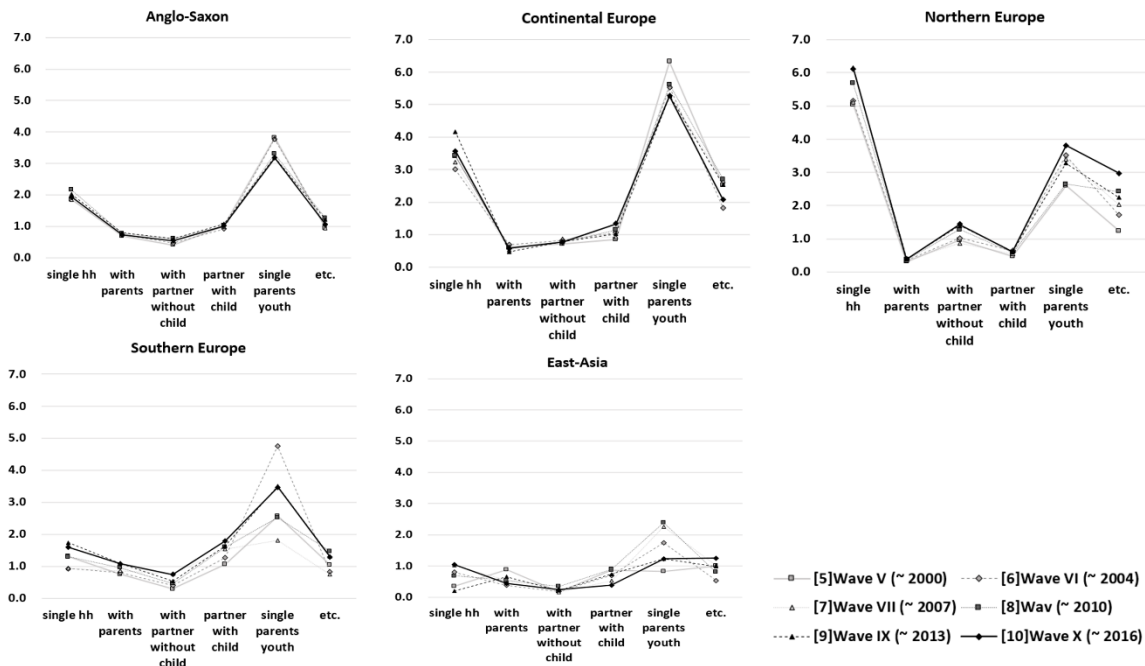 Anglo-Saxon
7.0
6.0
5.0
4.0
3.0
2.0
1.0
0.0
single hh
with
parents
with
partner
without
child
partner
with child
single
parents
youth
etc.
Continental Europe
7.0
6.0
5.0
4.0
3.0
2.0
1.0
0.0
single hh
with
parents
with
partner
without
child
partner
with
child
single
parents
youth
etc.
Northern Europe
7.0
6.0
5.0
4.0
3.0
2.0
1.0
0.0
single
hh
with
parents
with
partner
without
child
partner
with
child
single
parents
youth
etc.
Southern Europe
7.0
6.0
5.0
4.0
3.0
2.0
1.0
0.0
single hh
with
parents
with
partner
without
child
partner
with
child
single
parents
youth
etc.
East-Asia
7.0
6.0
5.0
4.0
3.0
2.0
1.0
0.0
single hh
with
parents
with
partner
without
child
partner
with
child
single
parents
youth
etc.
[5]Wave V (~ 2000)
[6]Wave VI (~ 2004)
[7]Wave VII (~ 2007)
[8]Wav (~ 2010)
[9]Wave IX (~ 2013)
[10]Wave X (~ 2016)